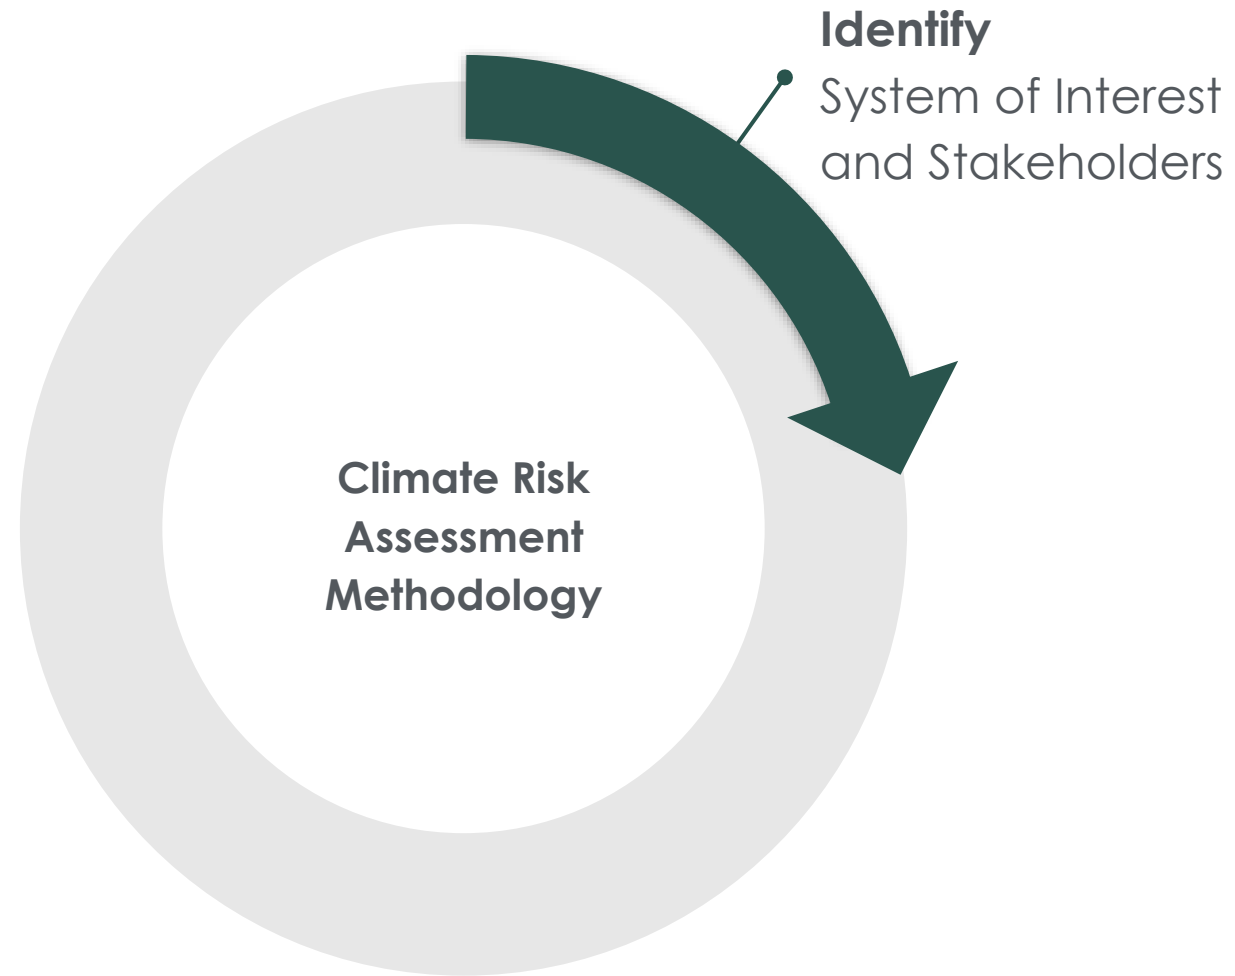 Identify
System of Interest
and Stakeholders
Climate Risk
Assessment
Methodology